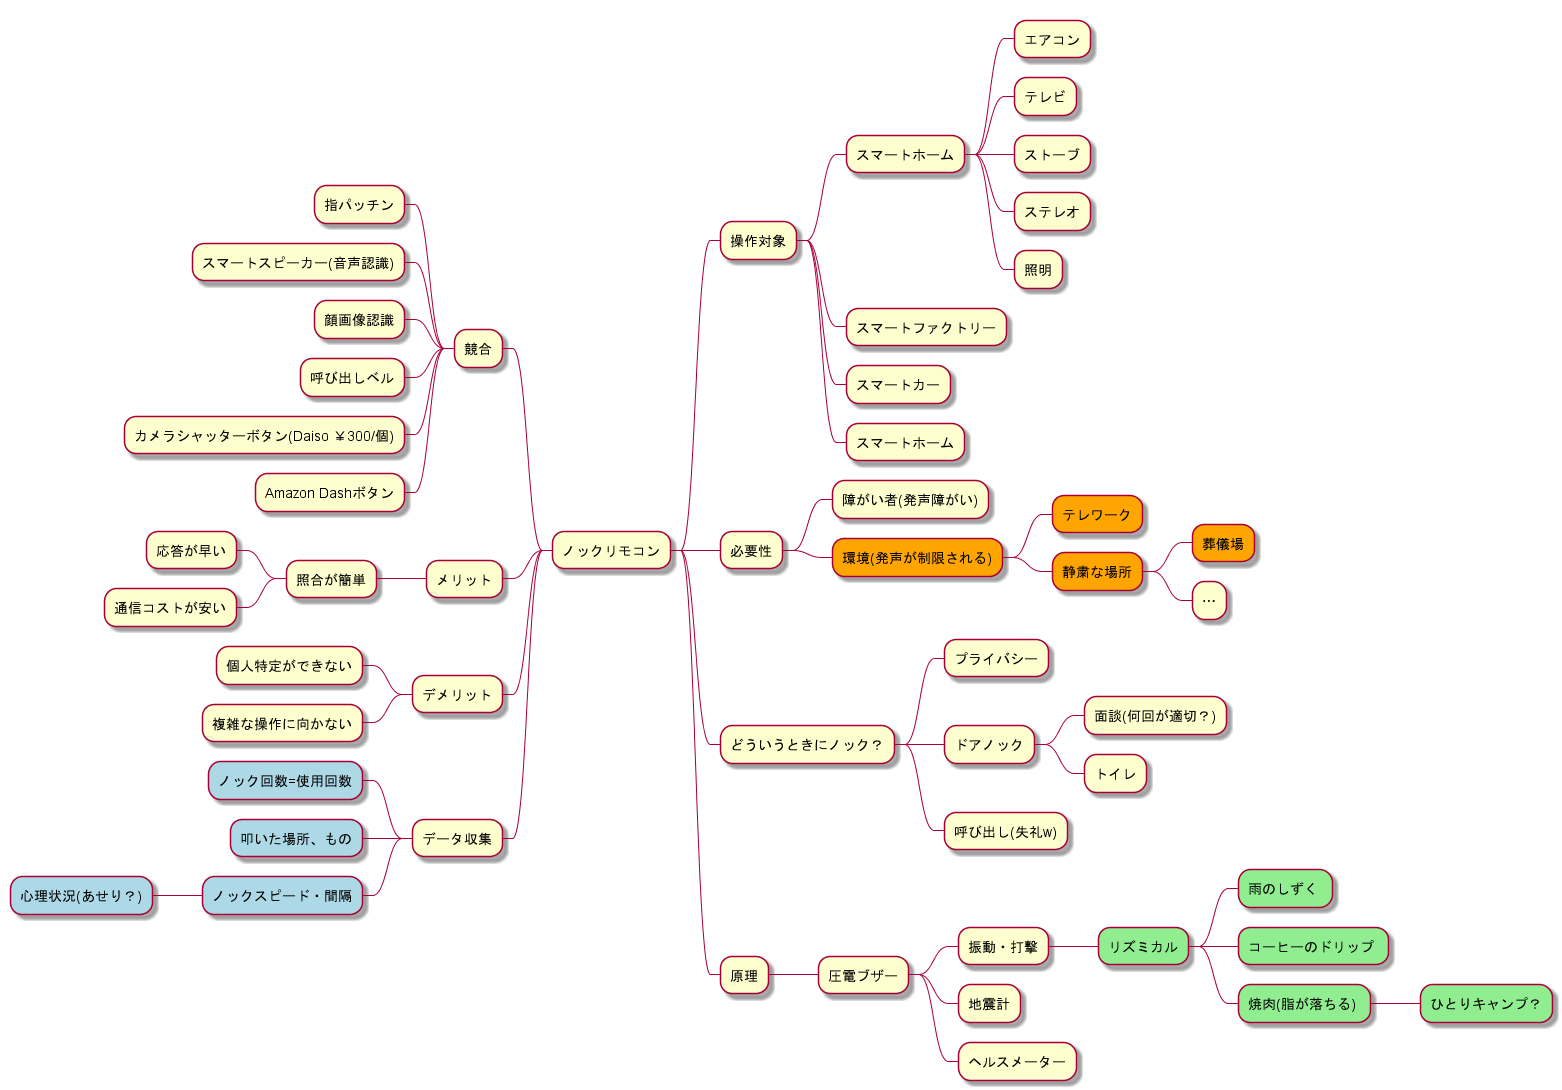 ノックリモコン
操作対象
スマートホーム
エアコン
テレビ
ストーブ
ステレオ
照明
スマートファクトリー
スマートカー
スマートホーム
必要性
障がい者(発声障がい)
環境(発声が制限される)
テレワーク
静粛な場所
葬儀場
…
どういうときにノック？
プライバシー
ドアノック
面談(何回が適切？)
トイレ
呼び出し(失礼w)
原理
圧電ブザー
振動・打撃
リズミカル
雨のしずく
コーヒーのドリップ
焼肉(脂が落ちる)
ひとりキャンプ？
地震計
ヘルスメーター
競合
指パッチン
スマートスピーカー(音声認識)
顔画像認識
呼び出しベル
カメラシャッターボタン(Daiso ￥300/個)
Amazon Dashボタン
メリット
照合が簡単
応答が早い
通信コストが安い
デメリット
個人特定ができない
複雑な操作に向かない
データ収集
ノック回数=使用回数
叩いた場所、もの
ノックスピード・間隔
心理状況(あせり？)